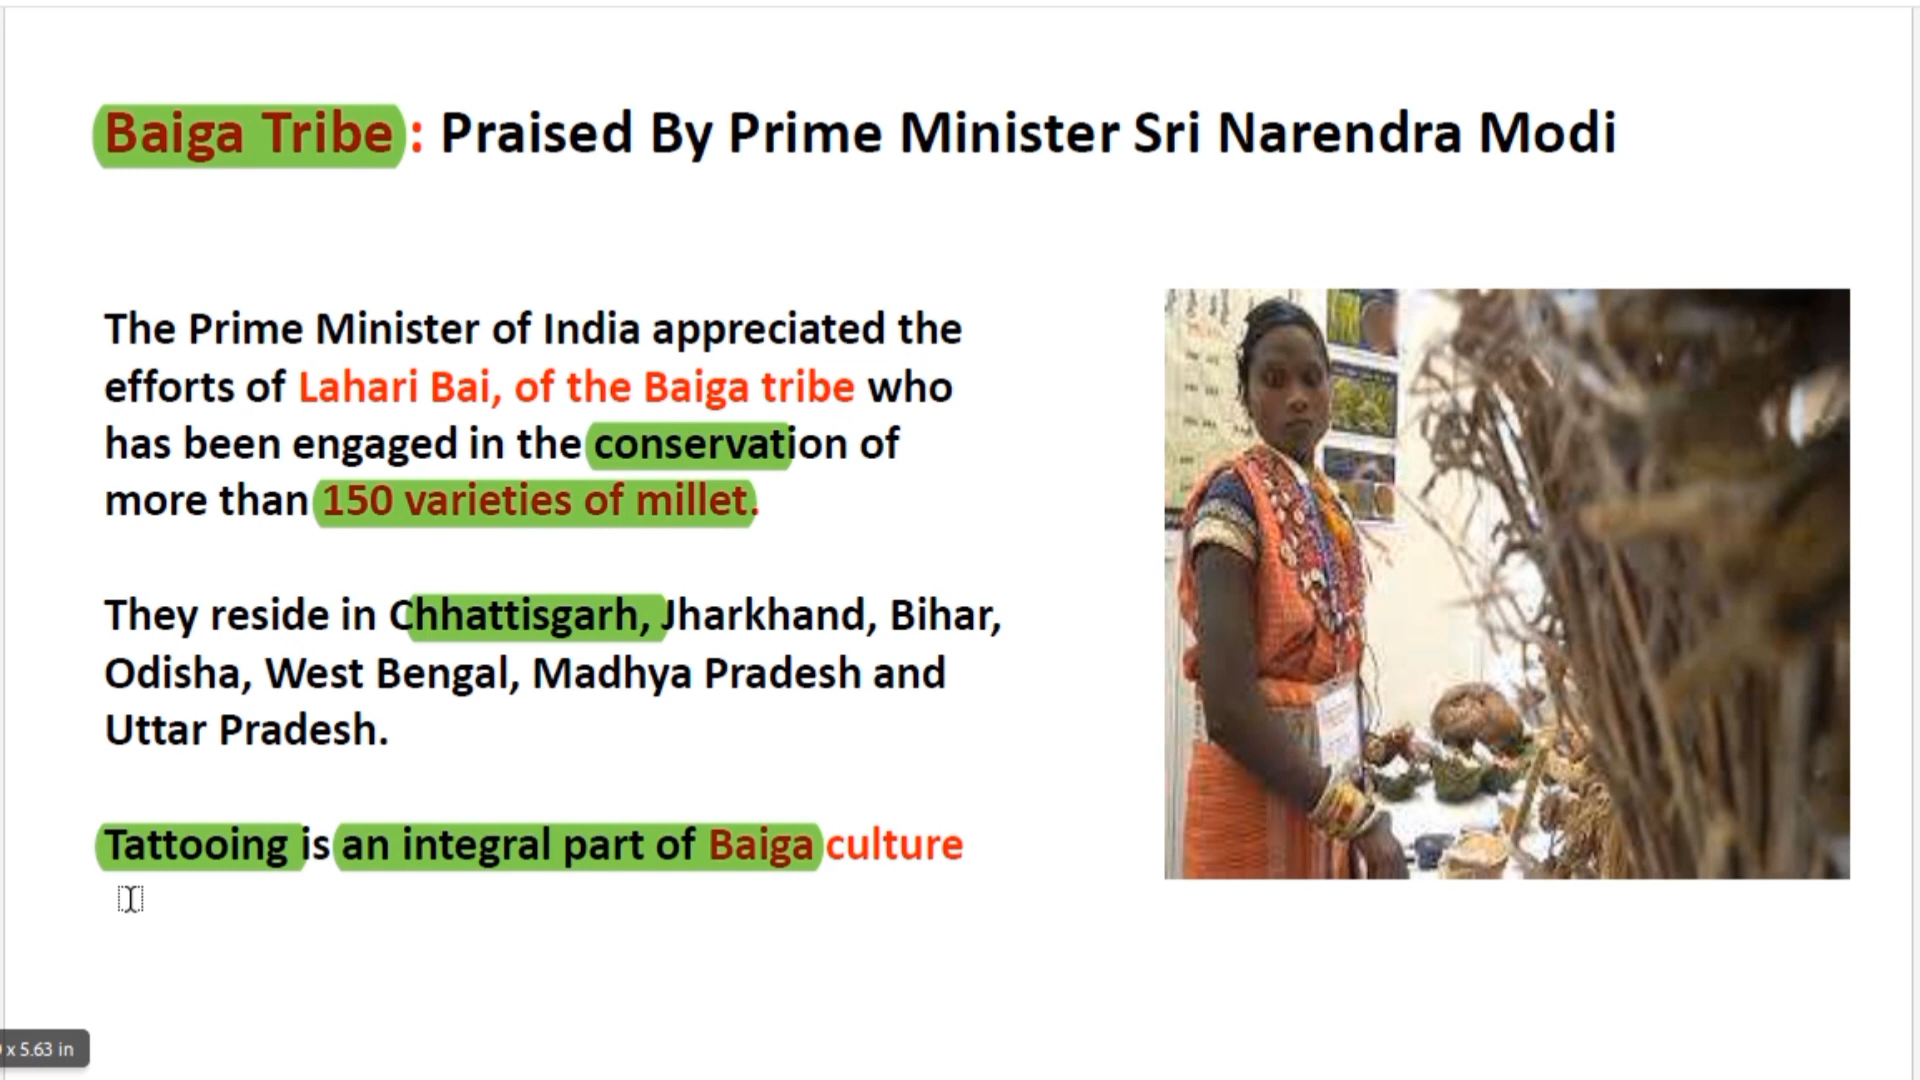 Baiga Tribe : Praised By Prime Minister Sri Narendra Modi
The Prime Minister of India appreciated the
efforts of Lahari Bai, of the Baiga tribe who
has been engaged in the conservation of
more than 150 varieties of millet.
They reside in Chhattisgarh, Jharkhand, Bihar,
Odisha, West Bengal, Madhya Pradesh and
Uttar Pradesh.
Tattooing is an integral part of Baiga culture
x 5.63 in